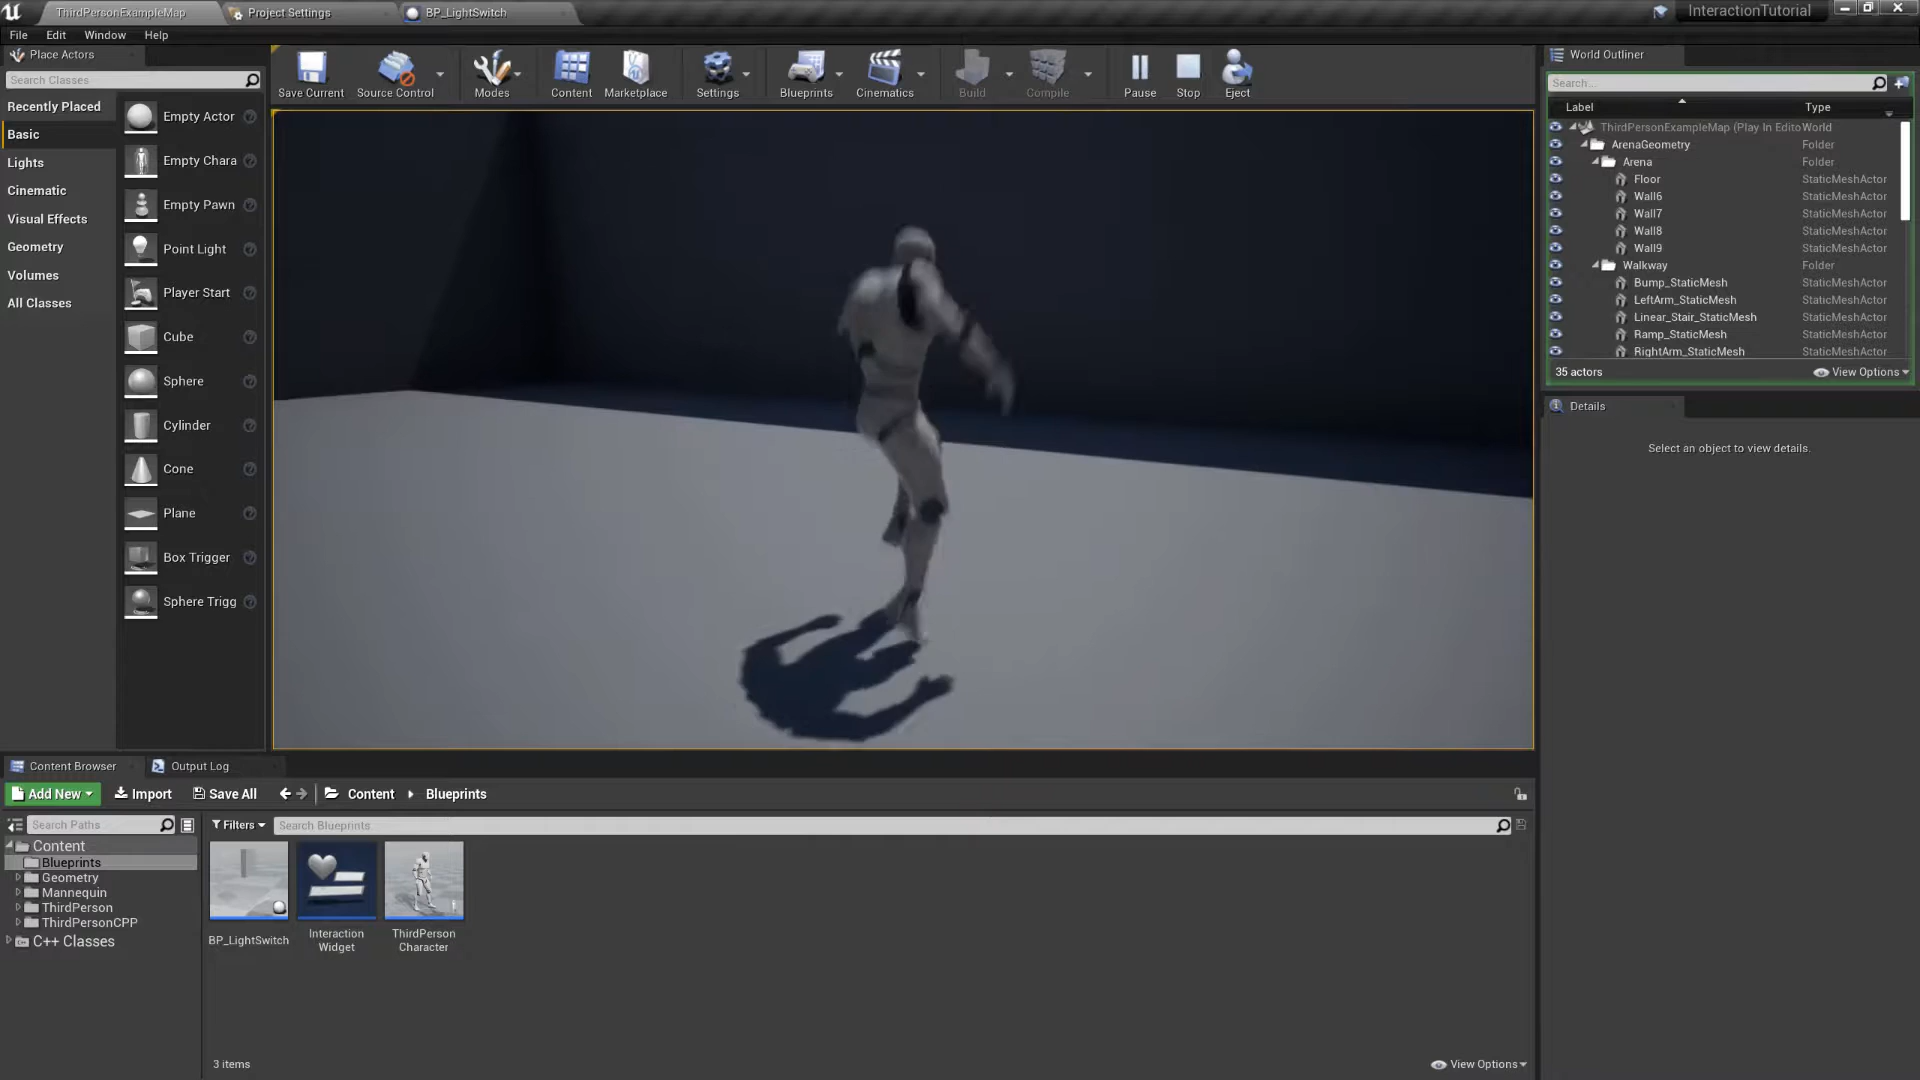 ThirdPersonExampleMap
Project Settings
BP_LightSwitch
InteractionTutorial
File
Edit
Window
Help
Place Actors
Search Classes
Recently Placed
Basic
Lights
Cinematic
Visual Effects
Geometry
Volumes
All Classes
Empty Actor
Empty Chara
Empty Pawn
Point Light
Player Start
Cube
Sphere
Cylinder
Cone
Plane
Box Trigger
Sphere Trigg
Save Current
Source Control
Modes
Content
Marketplace
Settings
Blueprints
Cinematics
Build
Compile
Pause
Stop
Eject
World Outliner
Search...
Label
Type
ThirdPersonExampleMap (Play In Edito World
ArenaGeometry Folder
Arena Folder
Floor StaticMeshActor
Wall6 StaticMeshActor
Wall7 StaticMeshActor
Wall8 StaticMeshActor
Wall9 StaticMeshActor
Walkway Folder
Bump_StaticMesh StaticMeshActor
LeftArm_StaticMesh StaticMeshActor
Linear_Stair_StaticMesh StaticMeshActor
Ramp_StaticMesh StaticMeshActor
RightArm_StaticMesh StaticMeshActor
35 actors
View Options
Details
Select an object to view details.
Content Browser
Output Log
Add New
Import
Save All
Content
Blueprints
Search Paths
Filters
Search Blueprints
Content
Blueprints
Geometry
Mannequin
ThirdPerson
ThirdPersonCPP
C++ Classes
BP_LightSwitch
Interaction
Widget
ThirdPerson
Character
3 items
View Options